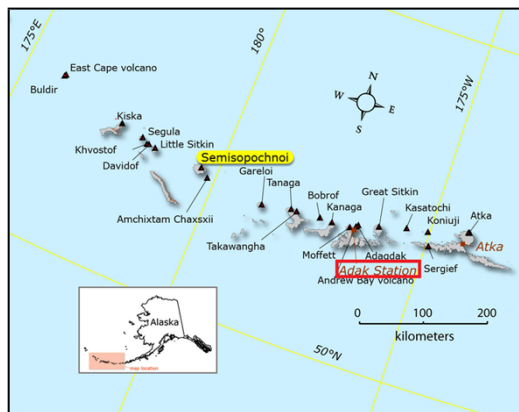 175°E
180°
175°W
East Cape volcano
Buldir
N
W
E
S
Kiska
Segula
Khvostof
Little Sitkin
Davidof
Semisopochnoi
Gareloi
Tanaga
Amchixtam Chaxsxii
Bobrof
Kanaga
Great Sitkin
Kasatochi
Koniuji
Atka
Takawangha
Moffett
Adagdak
Atka
Adak Station
Sergief
Andrew Bay volcano
0
100
200
kilometers
Alaska
map location
50°N